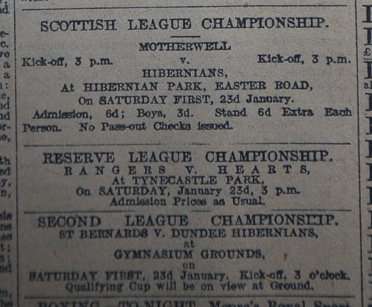 SCOTTISH LEAGUE CHAMPIONSHIP.
MOTHERWELL
Kick-off, 3 p.m. v. Kick-off, 3 p.m.
HIBERNIANS,
At HIBERNIAN PARK, EASTER ROAD,
On SATURDAY FIRST, 23d January.
Admission, 6d; Boys, 3d. Stand 6d Extra Each
Person. No Pass-out Checks issued.
RESERVE LEAGUE CHAMPIONSHIP.
RANGERS V. HEARTS,
At TYNECASTLE PARK,
On SATURDAY, January 23d, 3 p.m.
Admission Prices as Usual.
SECOND LEAGUE CHAMPIONSHIP.
ST BERNARDS V. DUNDEE HIBERNIANS,
at
GYMNASIUM GROUNDS,
on
SATURDAY FIRST, 23d January. Kick-off, 3 o'clock.
Qualifying Cup will be on view at Ground.